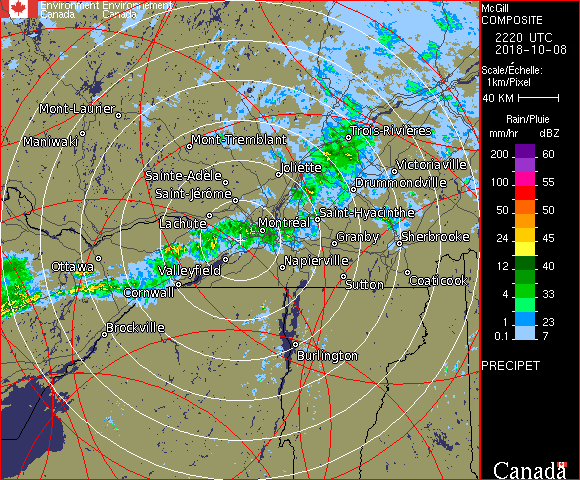 Environment Environnement
Canada Canada
McGill
COMPOSITE
2220 UTC
2018-10-08
Scale/Échelle:
1km/Pixel
40 KM
Rain/Pluie
mm/hr dBZ
200 60
100 55
50 50
24 45
12 40
8 33
4 33
0.1 7
PRECIPET
Canada
Mont-Laurier
Maniwaki
Mont-Tremblant
Trois-Rivières
Sainte-Adèle
Joliette
Victoriaville
Saint-Jérôme
Drummondville
Lachute
Montréal
Saint-Hyacinthe
Granby
Sherbrooke
Ottawa
Valleyfield
Napierville
Cornwall
Sutton
Coaticook
Brockville
Burlington